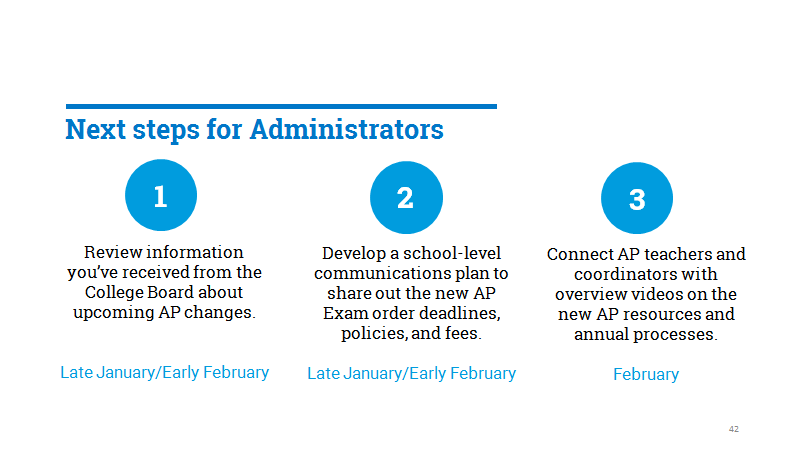 Next steps for Administrators
1
Review information
you've received from the
College Board about
upcoming AP changes.
Late January/Early February
2
Develop a school-level
communications plan to
share out the new AP
Exam order deadlines,
policies, and fees.
Late January/Early February
3
Connect AP teachers and
coordinators with
overview videos on the
new AP resources and
annual processes.
February
42